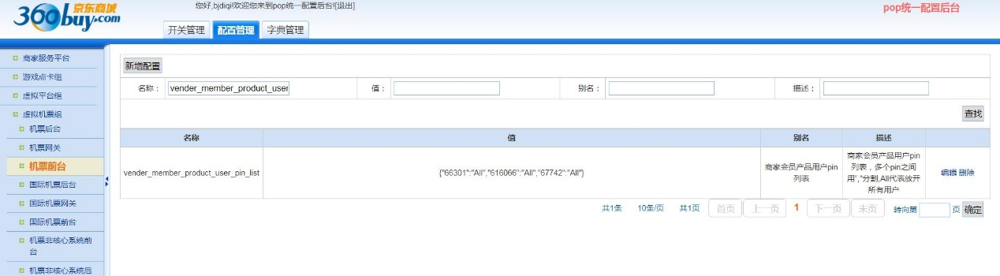 360buy.com 京东商城
您好,bjdiqi!欢迎您来到pop统一配置后台![退出]
pop统一配置后台
开关管理 配置管理 字典管理
商家服务平台
游戏点卡组
虚拟平台组
虚拟机票组
机票后台
机票网关
机票前台
国际机票后台
国际机票网关
国际机票前台
机票非核心系统前
台
机票非核心系统后
新增配置
名称： vender_member_product_user 值： 别名： 描述：
查找
名称 值 别名 描述
vender_member_product_user_pin_list {"66301":"All","616066":"All","67742":"All"}
商家会员产品用户pin
列表
商家会员产品用户pin
列表，多个pin之间
用","分割,All代表放开
所有用户
编辑 删除
共1条 10条/页 共1页 首页 上一页 1 下一页 末页 转向第 页 确定